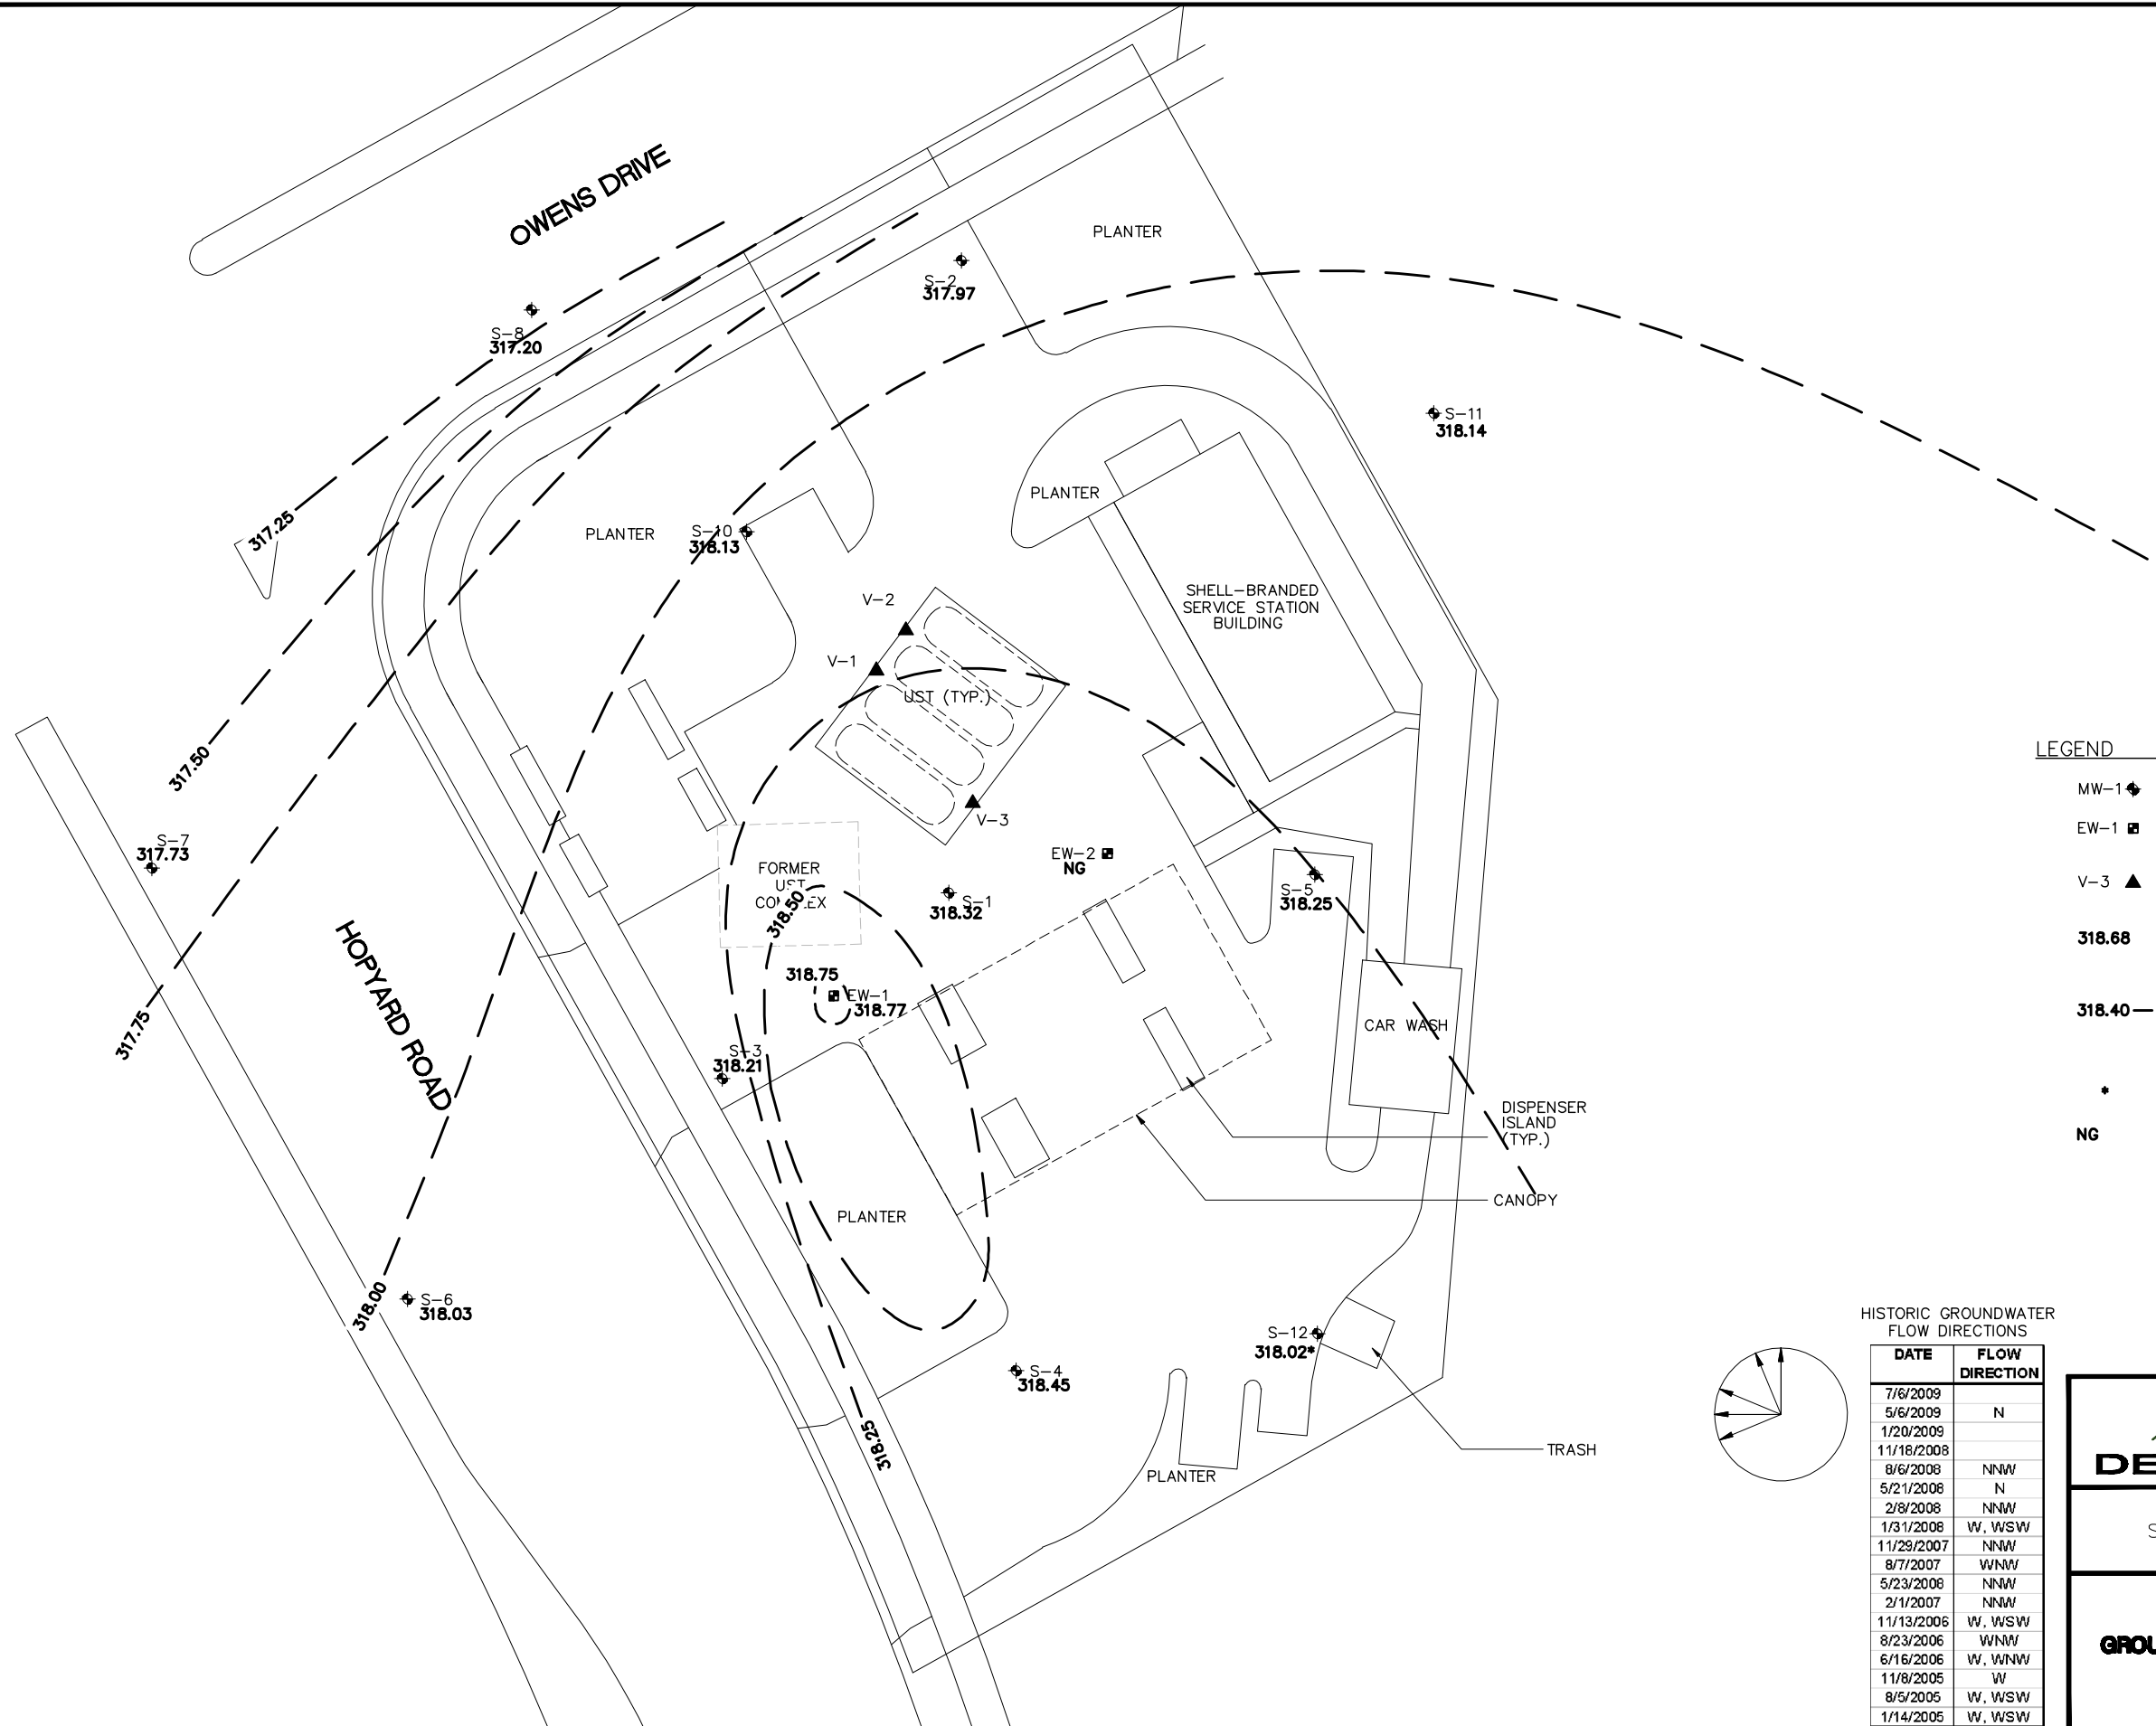 OWENS DRIVE
PLANTER
S-2
317.97
S-8
317.20
S-11
318.14
317.25
PLANTER
S-10
318.13
PLANTER
SHELL-BRANDED
SERVICE STATION
BUILDING
V-2
V-1
UST (TYP.)
V-3
317.50
S-7
317.73
FORMER
UST
318.50
EW-2
NG
S-1
318.32
S-5
318.25
318.75
EW-1
318.77
317.75
HOPYARD ROAD
S-3
318.21
CAR WASH
DISPENSER
ISLAND
(TYP.)
CANOPY
PLANTER
318.00
S-6
318.03
S-12
318.02*
S-4
318.45
318.25
TRASH
PLANTER
LEGEND
MW-1
EW-1
V-3
318.68
318.40
*
NG
HISTORIC GROUNDWATER
FLOW DIRECTIONS
DATE FLOW DIRECTION
7/6/2009
5/6/2009 N
1/20/2009
11/18/2008
8/6/2008 NNW
5/21/2008 N
2/8/2008 NNW
1/31/2008 W, WSW
11/29/2007 NNW
8/7/2007 WNW
5/23/2008 NNW
2/1/2007 NNW
11/13/2006 W, WSW
8/23/2006 WNW
6/16/2006 W, WNW
11/8/2005 W
8/5/2005 W, WSW
1/14/2005 W, WSW